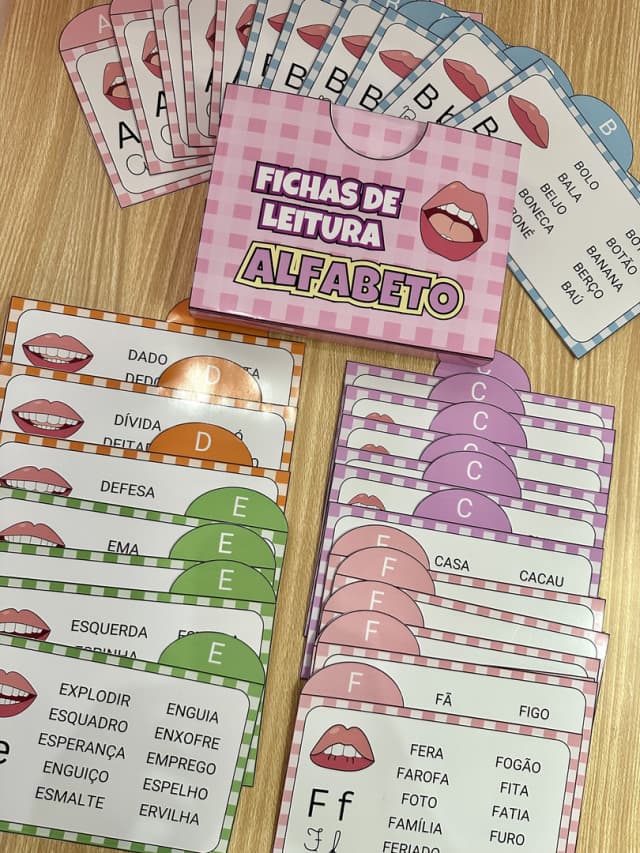 A
A
A
B
B
B
B
B
B
BOLO
BALA
BEIJO
BONECA
BOTÃO
BANANA
BERÇO
BAÚ
FICHAS DE
LEITURA
ALFABETO
DADO
D
DÍVIDA
D
DEFESA
E
E
EMA
E
ESQUERDA
E
EXPLODIR ENGUIA
ESQUADRO ENXOFRE
ESPERANÇA EMPREGO
ENGUIÇO ESPELHO
ESMALTE ERVILHA
e
C
C
C
C
C
CASA CACAU
F
F
F
F
F
FÃ FIGO
FERA FOGÃO
FAROFA FITA
FOTO FATIA
FAMÍLIA FURO
FERIADO
F f
F f